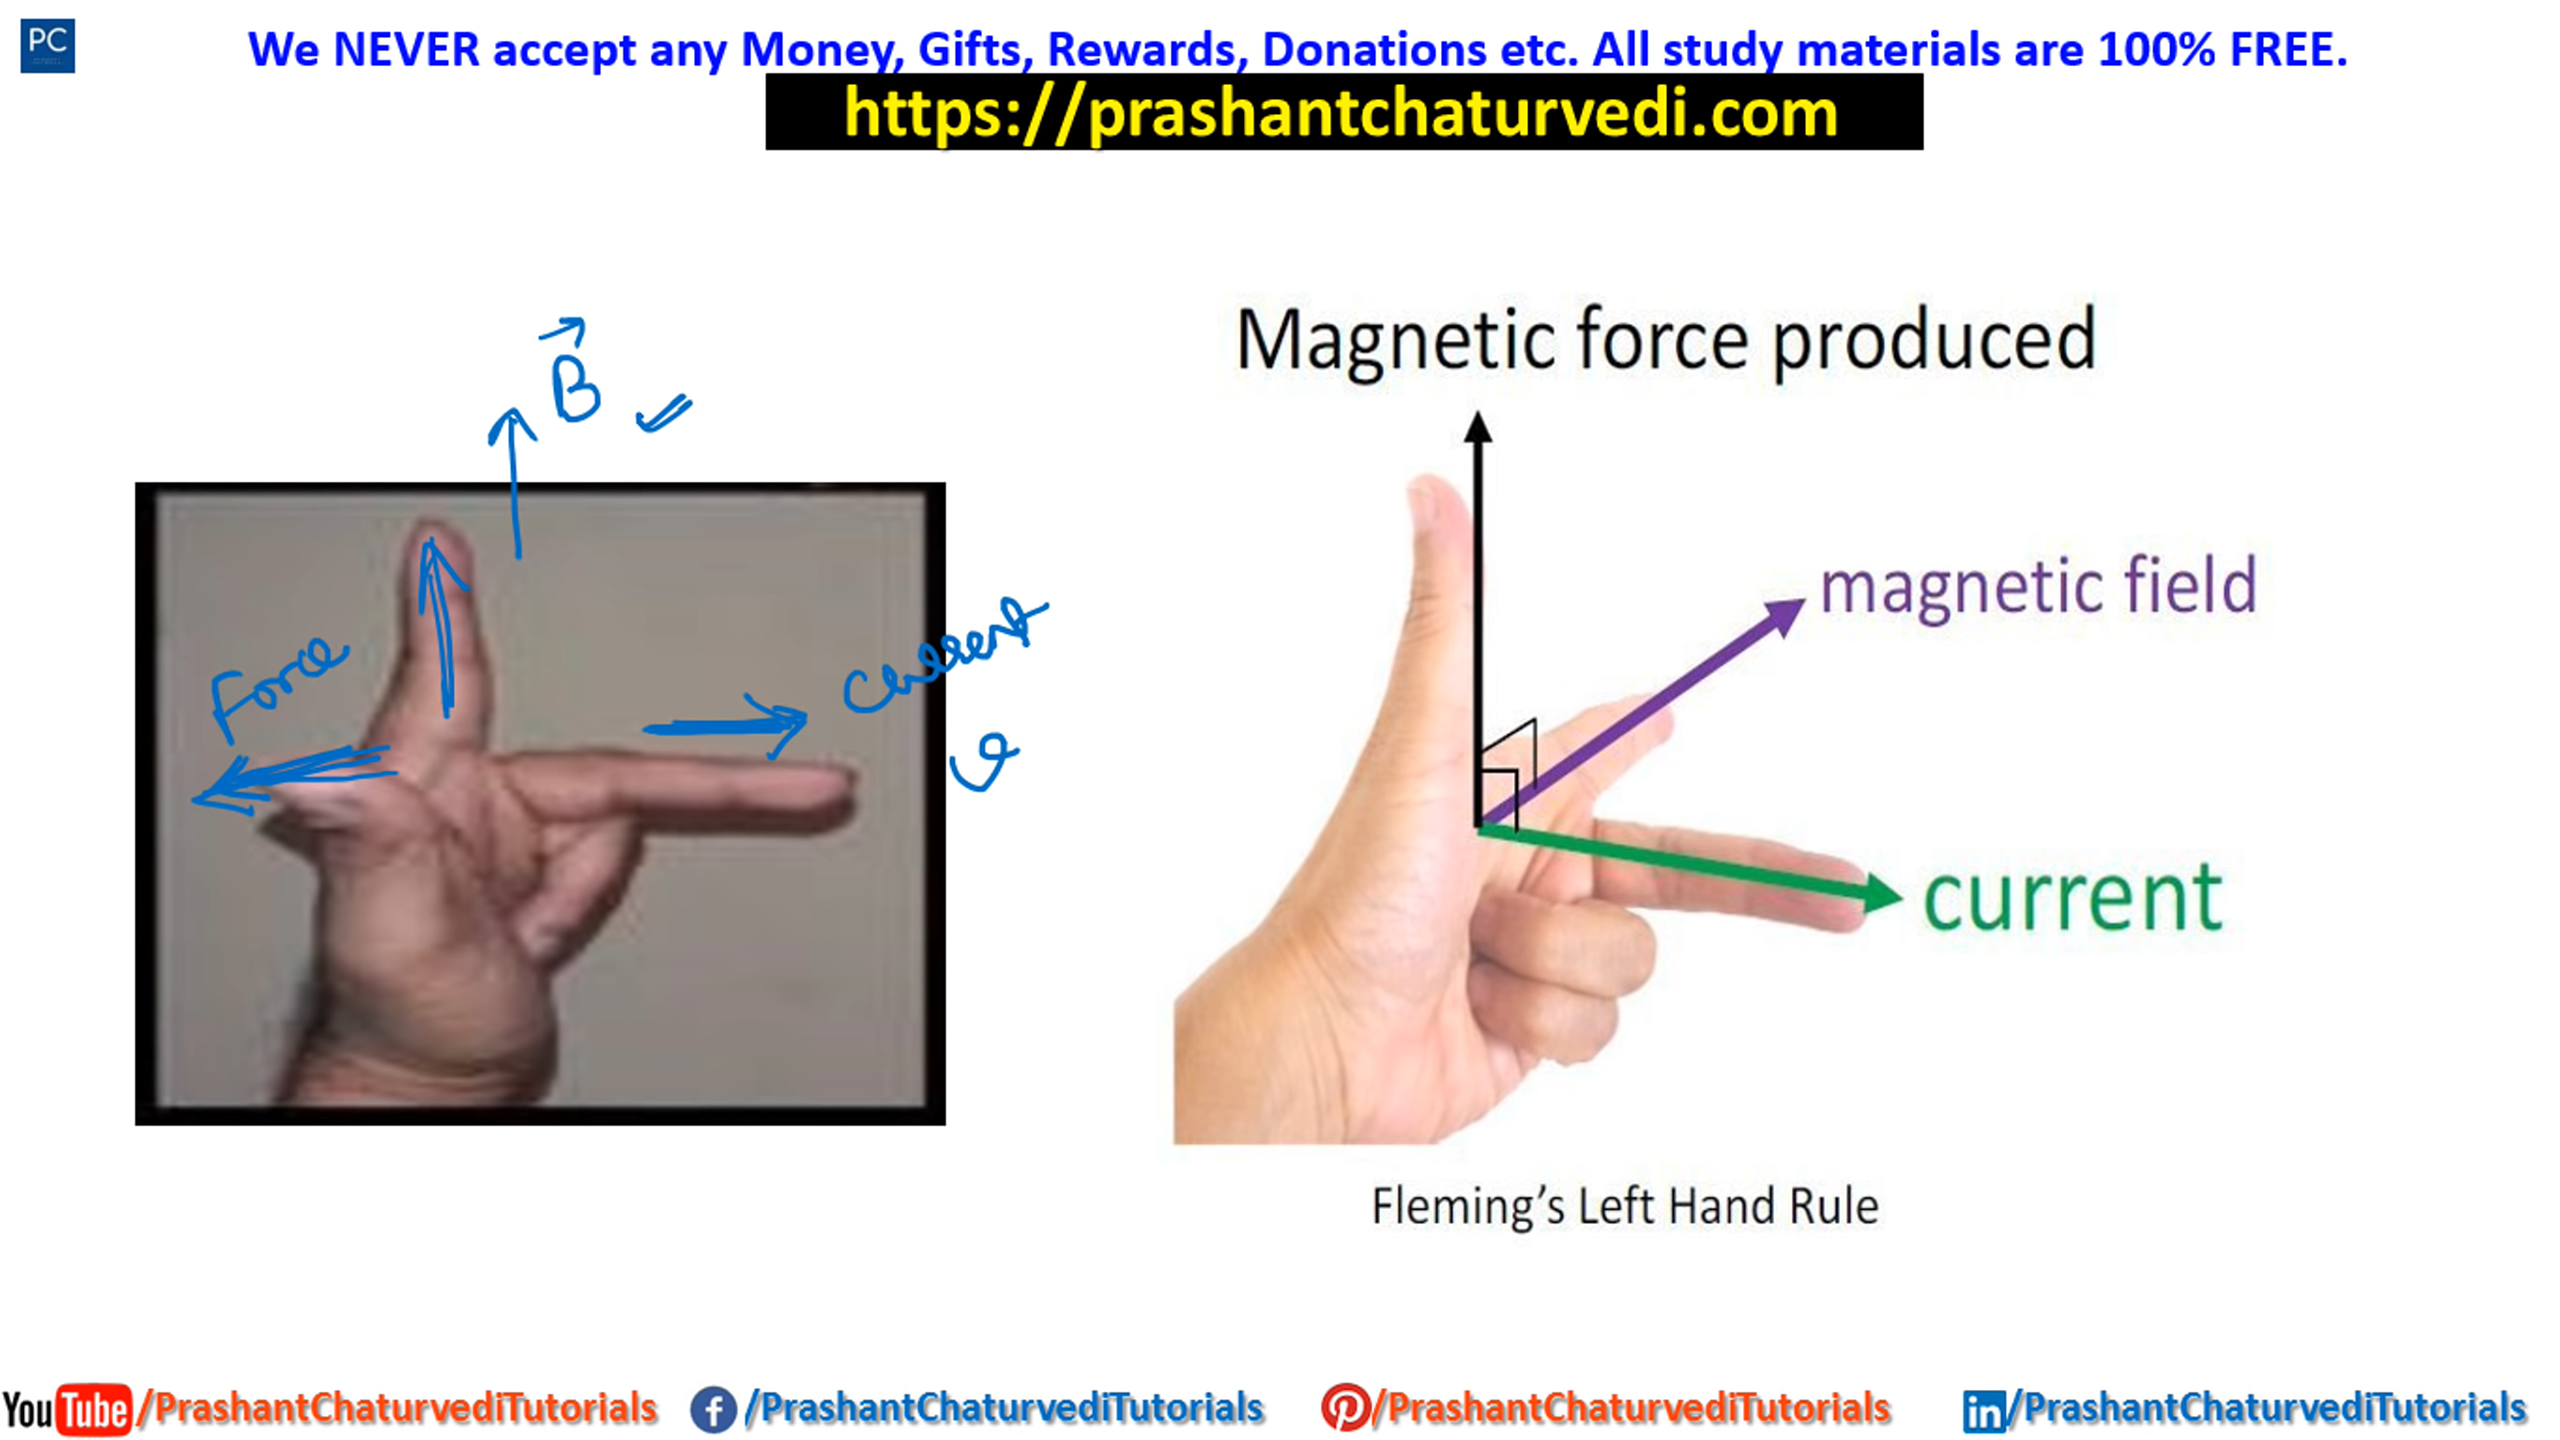 PC
We NEVER accept any Money, Gifts, Rewards, Donations etc. All study materials are 100% FREE.
https://prashantchaturvedi.com
B
Force
Current
Magnetic force produced
magnetic field
current
Fleming’s Left Hand Rule
YouTube/PrashantChaturvediTutorials
f/PrashantChaturvediTutorials
/PrashantChaturvediTutorials
in/PrashantChaturvediTutorials